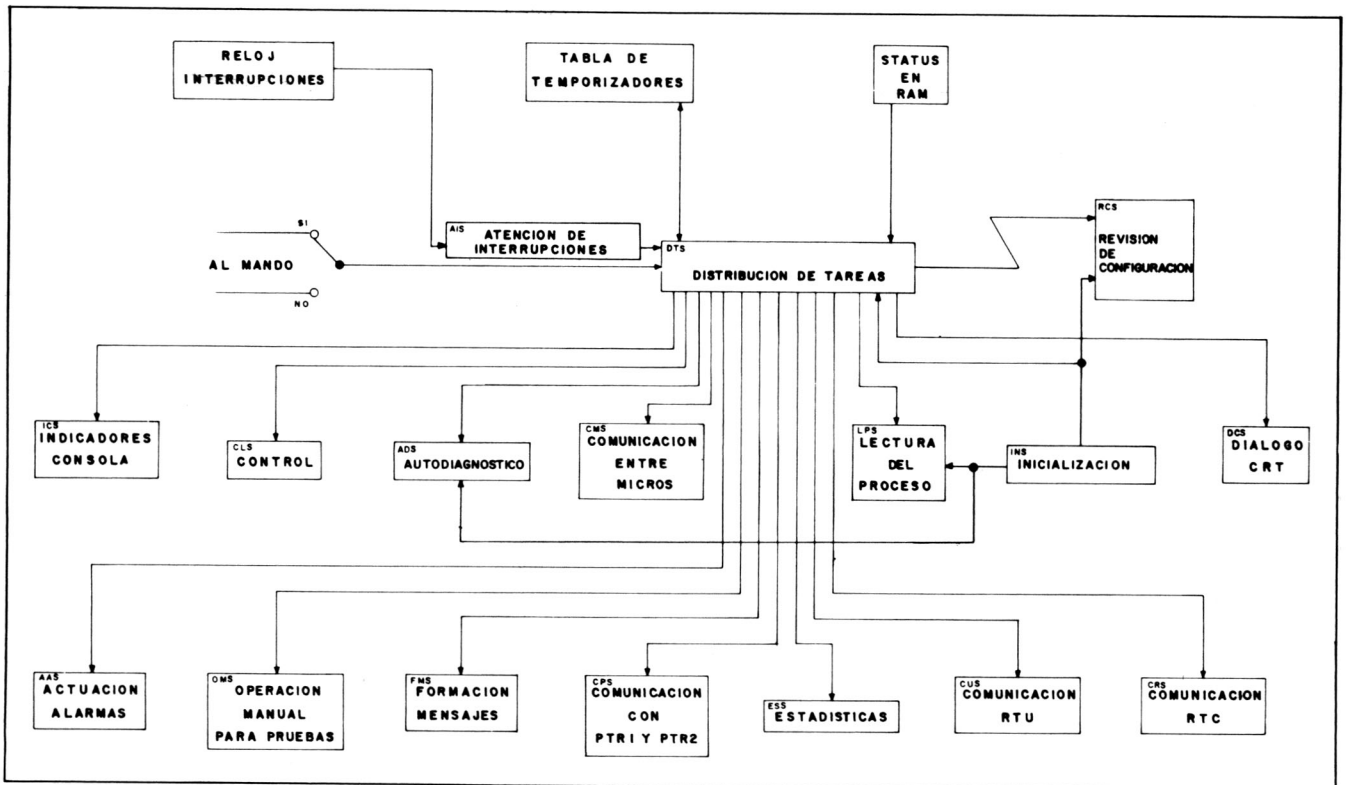 RELOJ
INTERRUPCIONES
TABLA DE
TEMPORIZADORES
STATUS
EN
RAM
SI
AL MANDO
NO
AIS
ATENCION DE
INTERRUPCIONES
DTS
DISTRIBUCION DE TAREAS
RCS
REVISION
DE
CONFIGURACION
ICS
INDICADORES
CONSOLA
CLS
CONTROL
ADS
AUTODIAGNOSTICO
CMS
COMUNICACION
ENTRE
MICROS
LPS
LECTURA
DEL
PROCESO
INS
INICIALIZACION
DCS
DIALOGO
CRT
AAS
ACTUACION
ALARMAS
OMS
OPERACION
MANUAL
PARA PRUEBAS
FMS
FORMACION
MENSAJES
CPS
COMUNICACION
CON
PTR1 Y PTR2
ESS
ESTADISTICAS
CUS
COMUNICACION
RTU
CRS
COMUNICACION
RTC